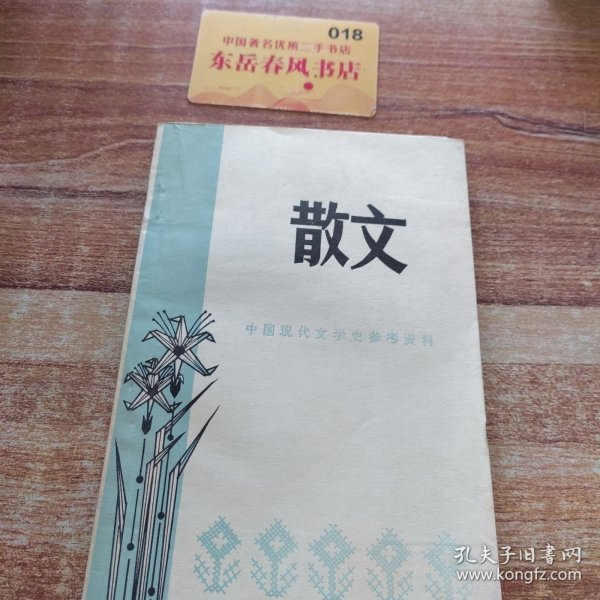 018
中国著名优质二手书店
东岳春风书店
散文
中国现代文学史参考资料
孔夫子旧书网
www.kongfz.com